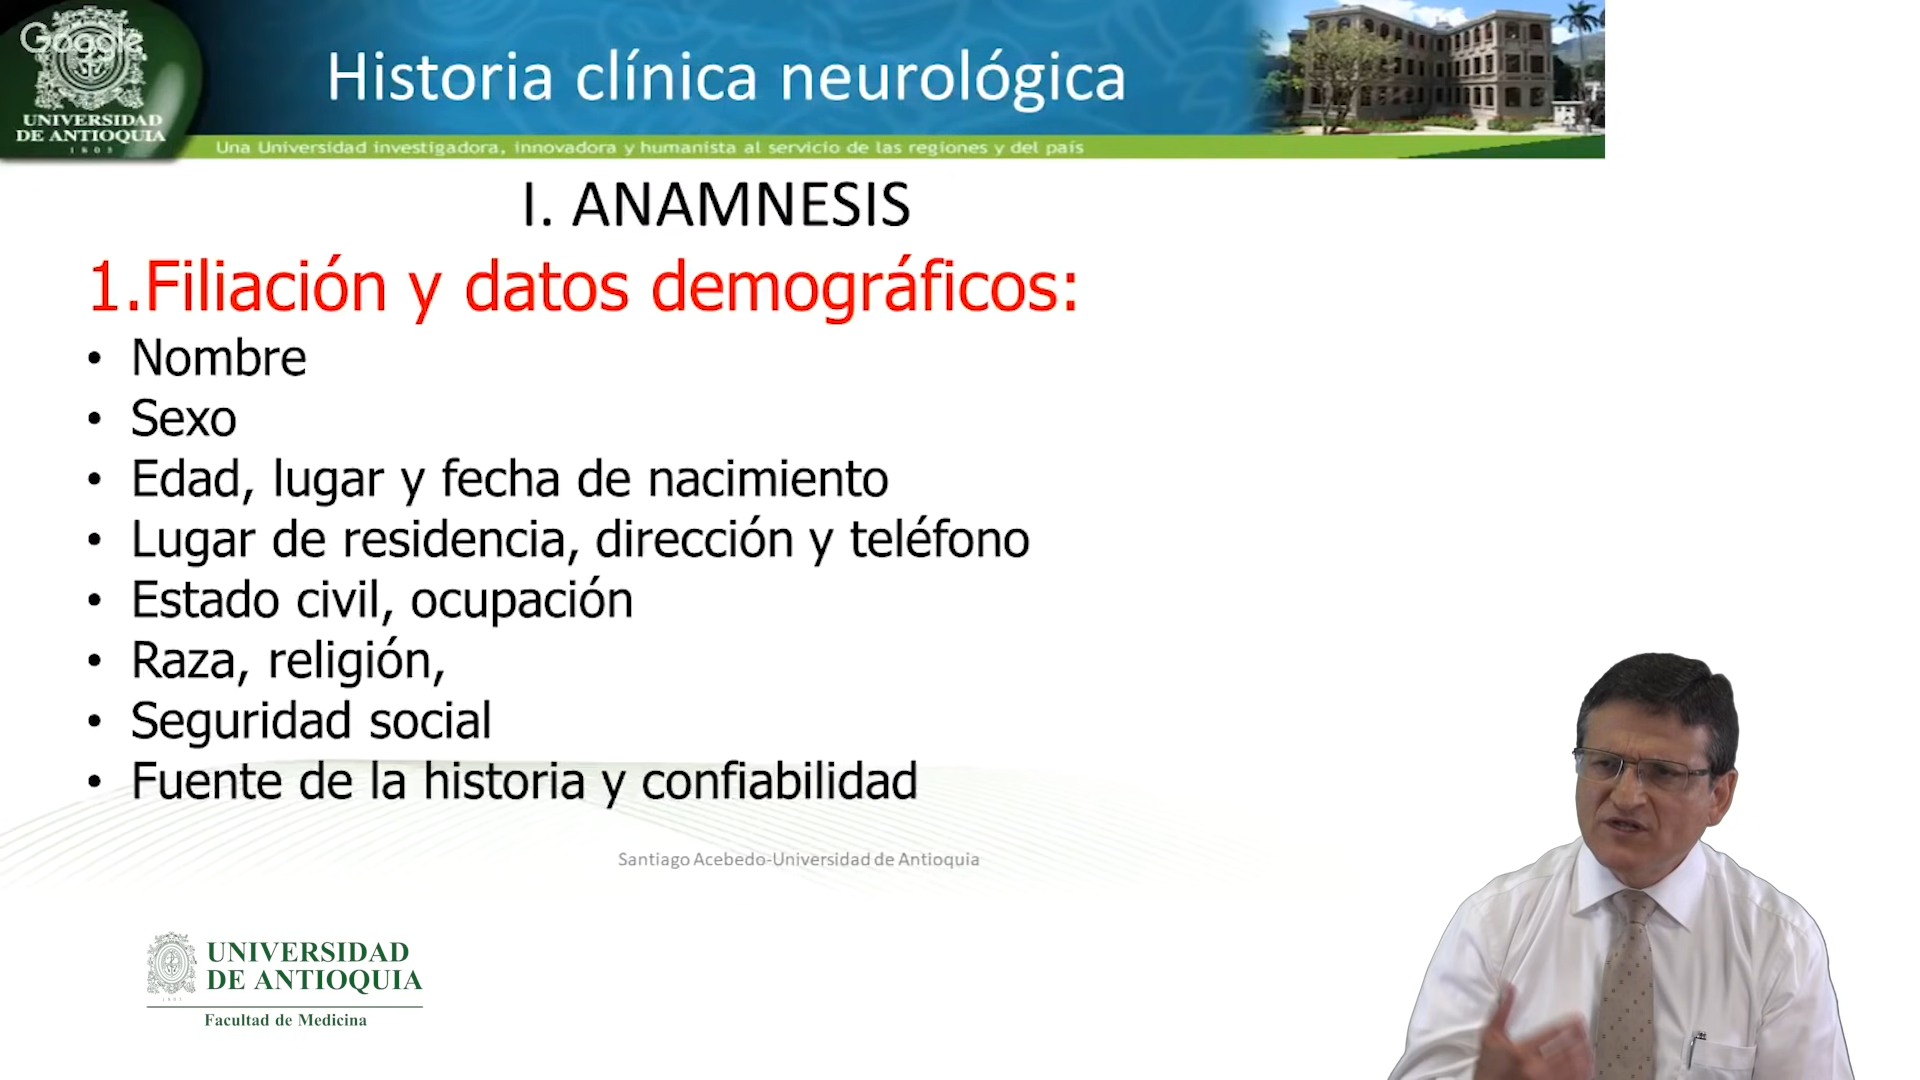 Google
UNIVERSIDAD
DE ANTIOQUIA
1803
Historia clínica neurológica
Una Universidad investigadora, innovadora y humanista al servicio de las regiones y del país
I. ANAMNESIS
1.Filiación y datos demográficos:
• Nombre
• Sexo
• Edad, lugar y fecha de nacimiento
• Lugar de residencia, dirección y teléfono
• Estado civil, ocupación
• Raza, religión,
• Seguridad social
• Fuente de la historia y confiabilidad
Santiago Acebedo-Universidad de Antioquia
UNIVERSIDAD
DE ANTIOQUIA
1803
Facultad de Medicina